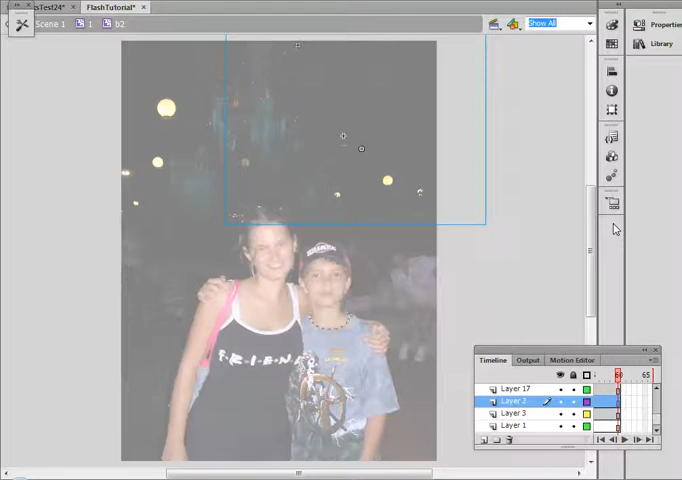 sTest24* × FlashTutorial* ×
Scene 1 1 b2 Show All
Properties
Library
F·R·I·E·N
Timeline Output Motion Editor
60 65
Layer 17
Layer 2
Layer 3
Layer 1